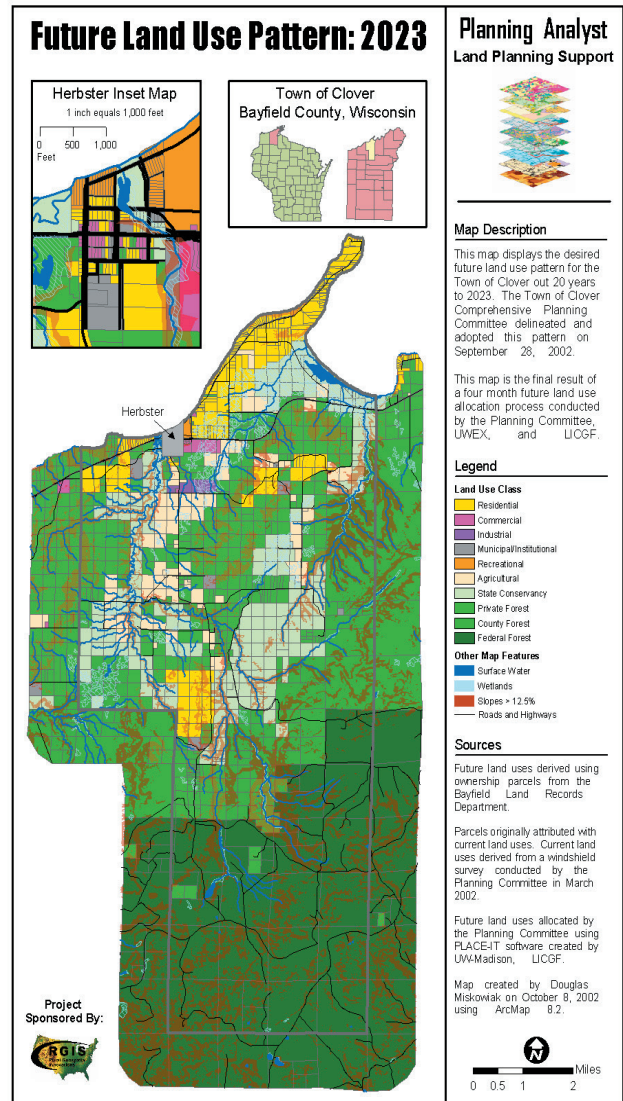 Future Land Use Pattern: 2023
Herbster Inset Map
1 inch equals 1,000 feet
0 500 1,000
Feet
Town of Clover
Bayfield County, Wisconsin
Herbster
Project
Sponsored By:
RGIS
Planning Analyst
Land Planning Support
Map Description
This map displays the desired
future land use pattern for the
Town of Clover out 20 years
to 2023. The Town of Clover
Comprehensive Planning
Committee delineated and
adopted this pattern on
September 28, 2002.
This map is the final result of
a four month future land use
allocation process conducted
by the Planning Committee,
UWEX, and LICGF.
Legend
Land Use Class
Residential
Commercial
Industrial
Municipal/Institutional
Recreational
Agricultural
State Conservancy
Private Forest
County Forest
Federal Forest
Other Map Features
Surface Water
Wetlands
Slopes > 12.5%
Roads and Highways
Sources
Future land uses derived using
ownership parcels from the
Bayfield Land Records
Department.
Parcels originally attributed with
current land uses. Current land
uses derived from a windshield
survey conducted by the
Planning Committee in March
2002.
Future land uses allocated by
the Planning Committee using
PLACE-IT software created by
UW-Madison, LICGF.
Map created by Douglas
Miskowiak on October 8, 2002
using ArcMap 8.2.
N
Miles
0 0.5 1 2